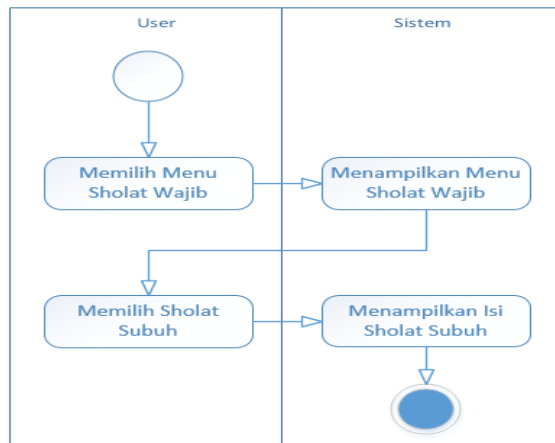 User
Sistem
Memilih Menu
Sholat Wajib
Menampilkan Menu
Sholat Wajib
Memilih Sholat
Subuh
Menampilkan Isi
Sholat Subuh